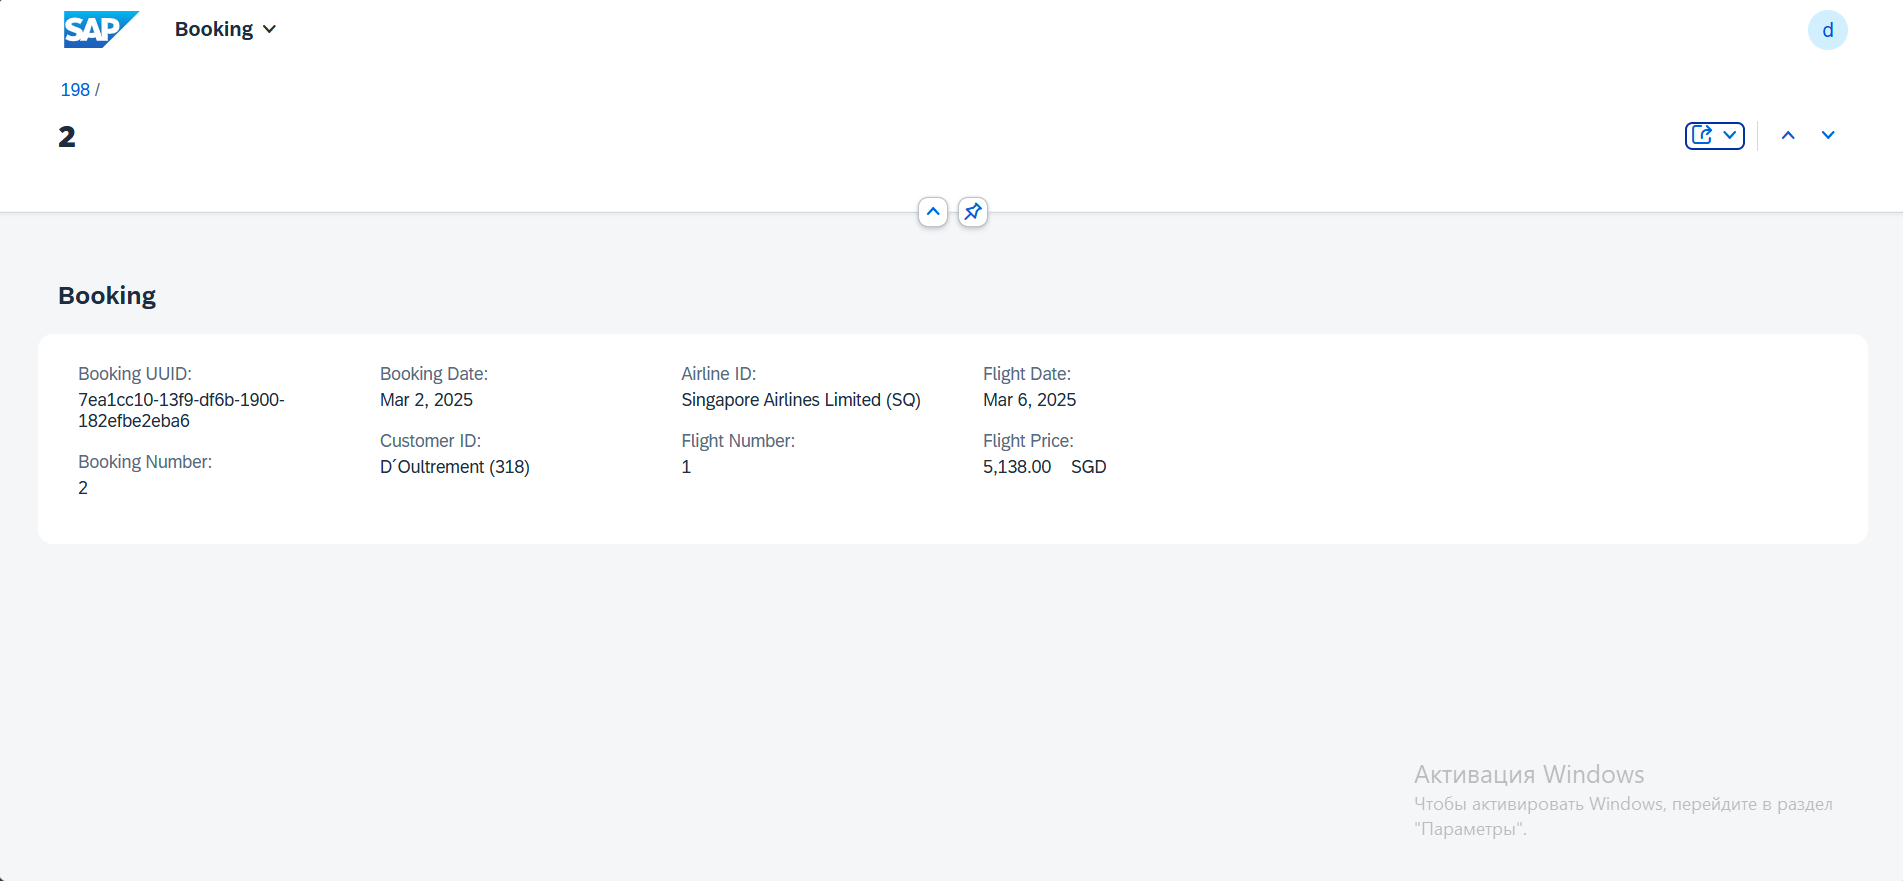 SAP
Booking
d
198 /
2
Booking
Booking UUID:
7ea1cc10-13f9-df6b-1900-
182efbe2eba6
Booking Number:
2
Booking Date:
Mar 2, 2025
Customer ID:
D´Oultrement (318)
Airline ID:
Singapore Airlines Limited (SQ)
Flight Number:
1
Flight Date:
Mar 6, 2025
Flight Price:
5,138.00 SGD
Активация Windows
Чтобы активировать Windows, перейдите в раздел
"Параметры".